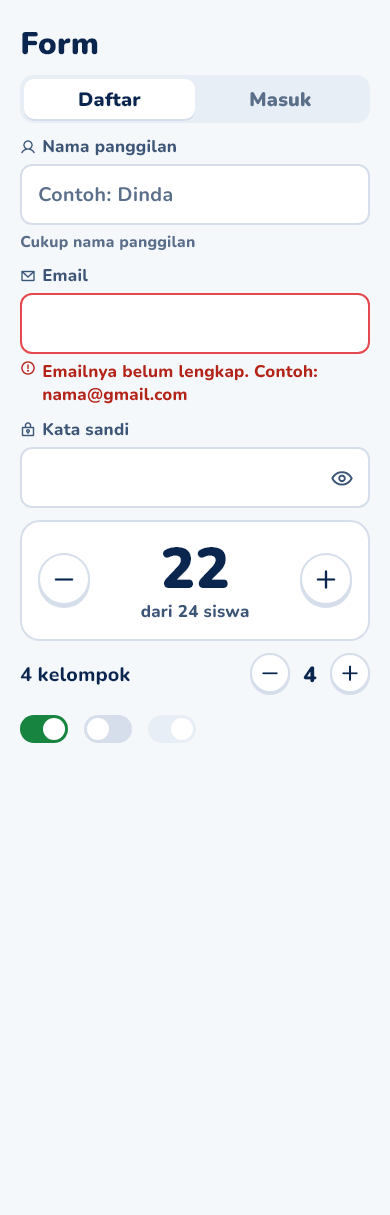 Form
Daftar
Masuk
Nama panggilan
Contoh: Dinda
Cukup nama panggilan
Email
Emailnya belum lengkap. Contoh:
nama@gmail.com
Kata sandi
22
dari 24 siswa
4 kelompok
4